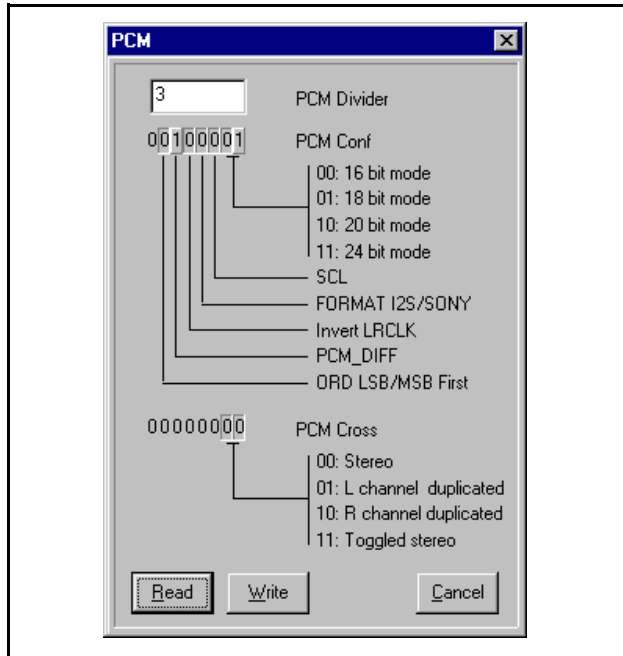 PCM
3 PCM Divider
00100001 PCM Conf
00: 16 bit mode
01: 18 bit mode
10: 20 bit mode
11: 24 bit mode
SCL
FORMAT I2S/SONY
Invert LRCLK
PCM_DIFF
ORD LSB/MSB First
00000000 PCM Cross
00: Stereo
01: L channel duplicated
10: R channel duplicated
11: Toggled stereo
Read Write Cancel